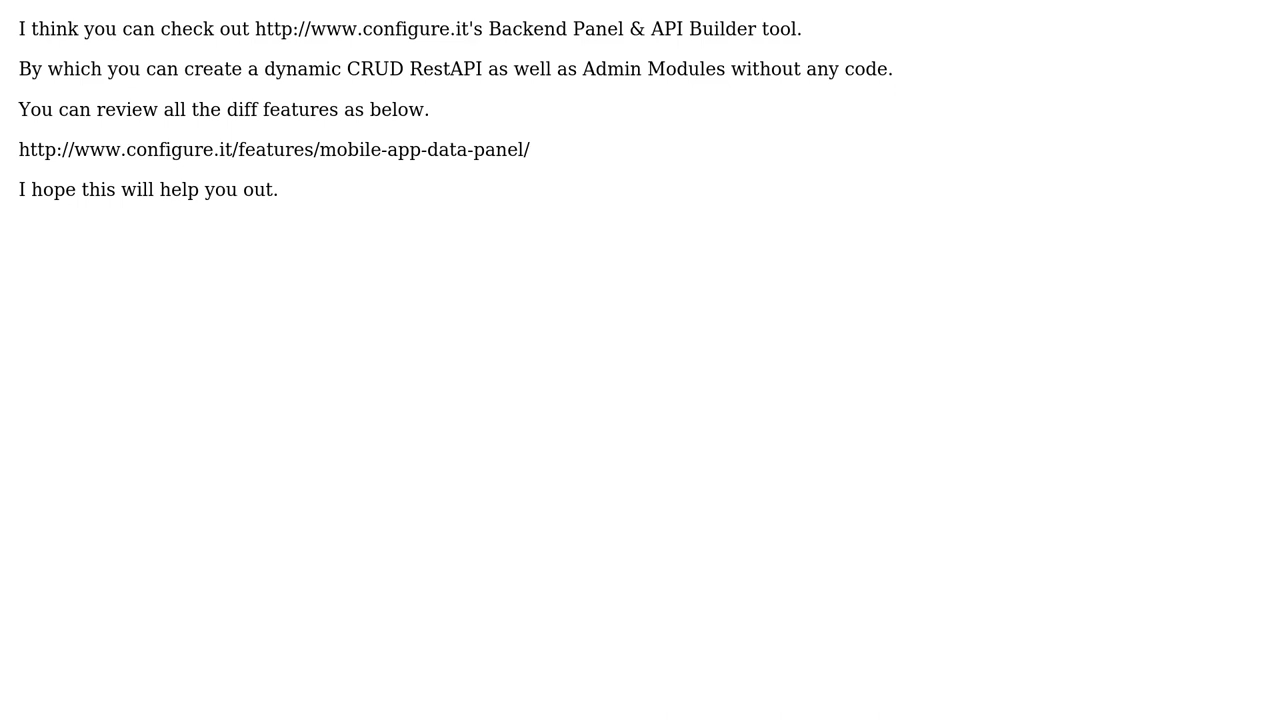 I think you can check out http://www.configure.it's Backend Panel & API Builder tool.
By which you can create a dynamic CRUD RestAPI as well as Admin Modules without any code.
You can review all the diff features as below.
http://www.configure.it/features/mobile-app-data-panel/
I hope this will help you out.